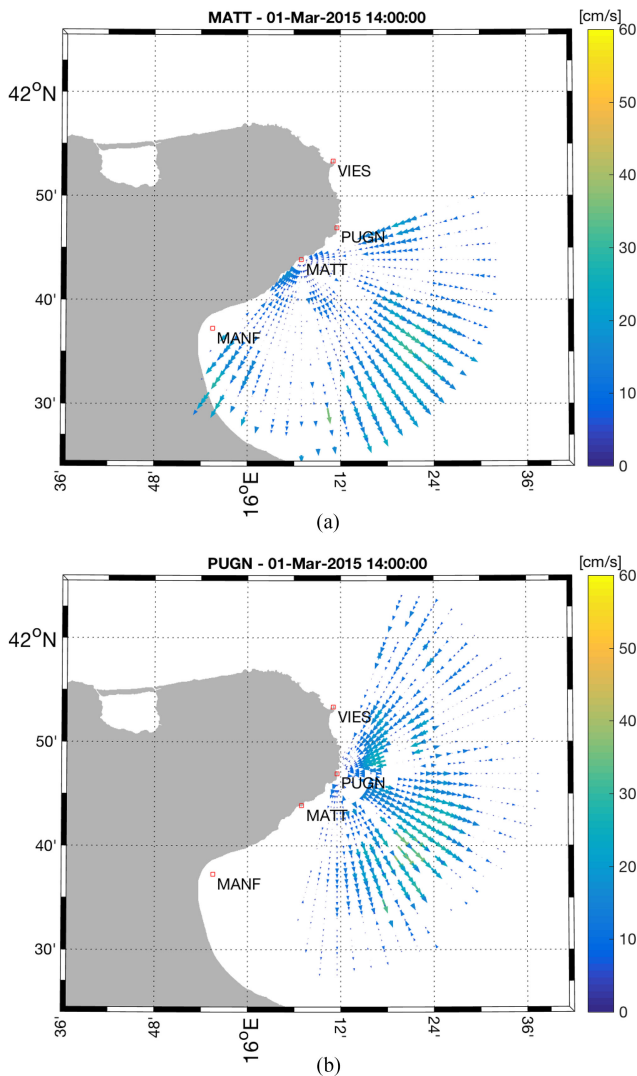 MATT - 01-Mar-2015 14:00:00
[cm/s]
60
50
40
30
20
10
0
42°N
50'
40'
30'
VIES
PUGN
MATT
MANF
36'
48'
16°E
12'
24'
36'
(a)
PUGN - 01-Mar-2015 14:00:00
[cm/s]
60
50
40
30
20
10
0
42°N
50'
40'
30'
VIES
PUGN
MATT
MANF
36'
48'
16°E
12'
24'
36'
(b)